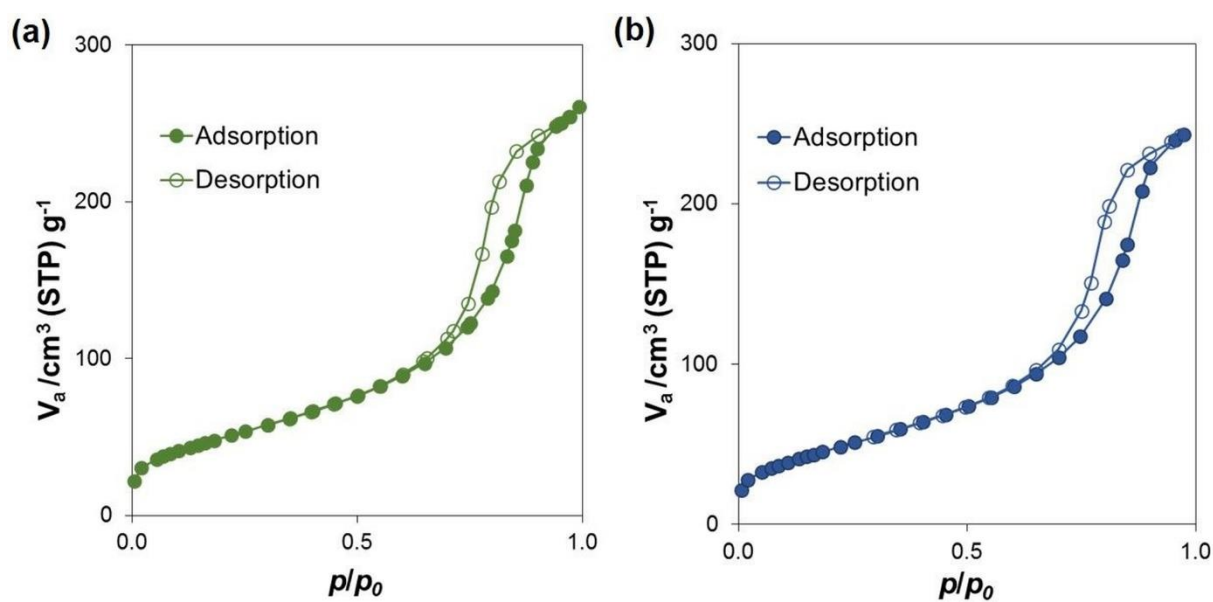 (a)
300
200
100
0
0.0 0.5 1.0
Vₐ /cm³ (STP) g⁻¹
p/p₀
Adsorption
Desorption
(b)
300
200
100
0
0.0 0.5 1.0
Vₐ /cm³ (STP) g⁻¹
p/p₀
Adsorption
Desorption